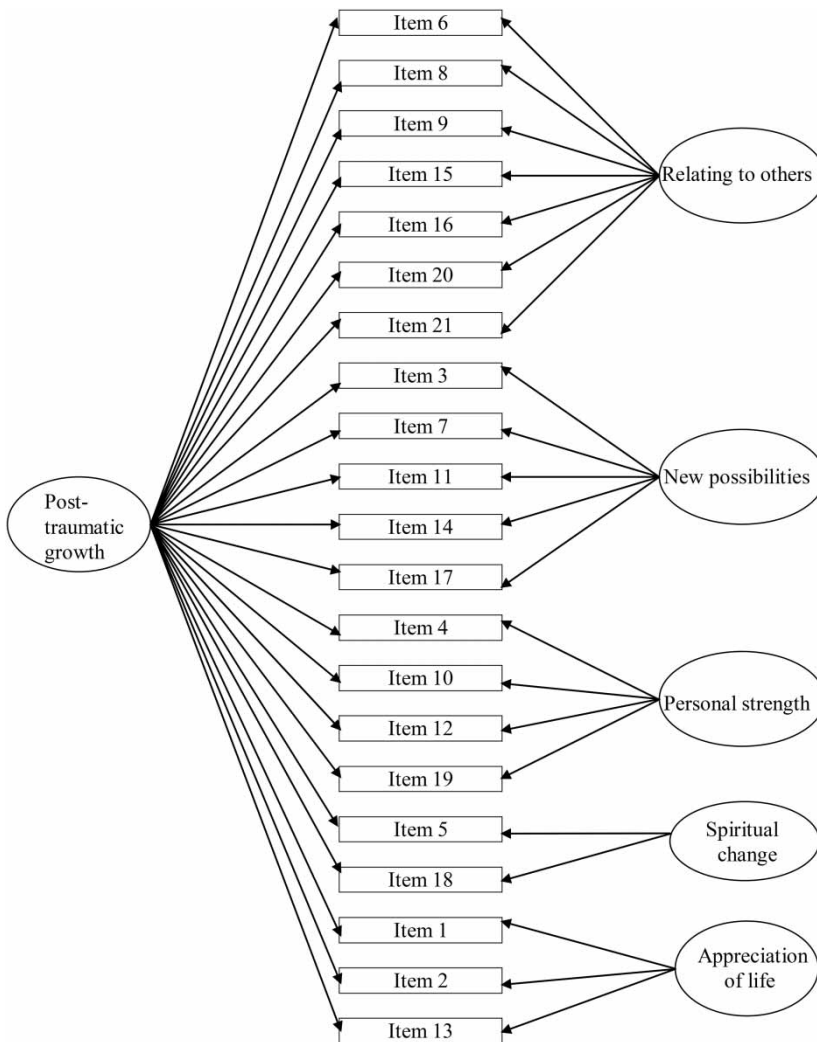 Item 6
Item 8
Item 9
Item 15
Relating to others
Item 16
Item 20
Item 21
Item 3
Item 7
Item 11
New possibilities
Post-
traumatic
growth
Item 14
Item 17
Item 4
Item 10
Personal strength
Item 12
Item 19
Item 5
Spiritual
change
Item 18
Item 1
Appreciation
of life
Item 2
Item 13